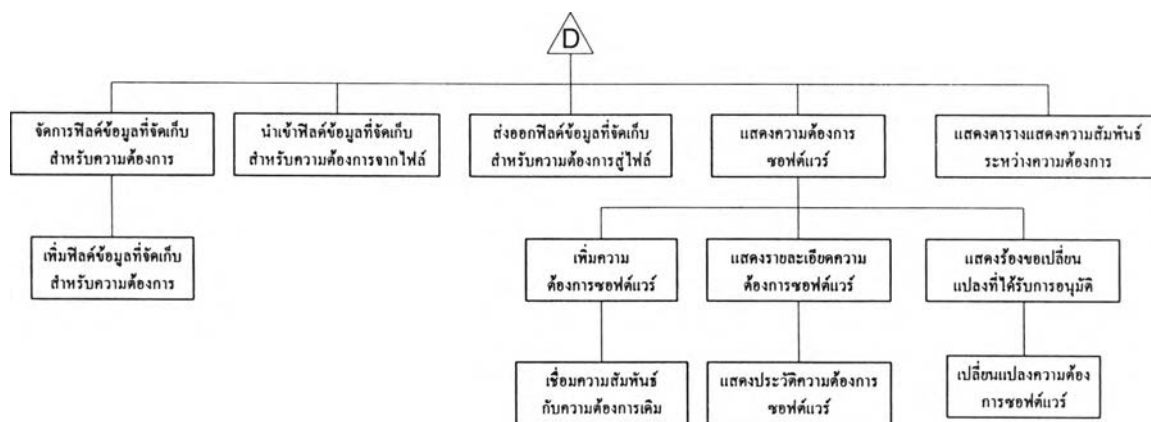 D
จัดการฟิลด์ข้อมูลที่จัดเก็บ
สำหรับความต้องการ
นำเข้าฟิลด์ข้อมูลที่จัดเก็บ
สำหรับความต้องการจากไฟล์
ส่งออกฟิลด์ข้อมูลที่จัดเก็บ
สำหรับความต้องการสู่ไฟล์
แสดงความต้องการ
ซอฟต์แวร์
แสดงตารางแสดงความสัมพันธ์
ระหว่างความต้องการ
เพิ่มฟิลด์ข้อมูลที่จัดเก็บ
สำหรับความต้องการ
เพิ่มความ
ต้องการซอฟต์แวร์
แสดงรายละเอียดความ
ต้องการซอฟต์แวร์
แสดงร้องขอเปลี่ยน
แปลงที่ได้รับการอนุมัติ
เชื่อมความสัมพันธ์
กับความต้องการเดิม
แสดงประวัติความต้องการ
ซอฟต์แวร์
เปลี่ยนแปลงความต้อง
การซอฟต์แวร์